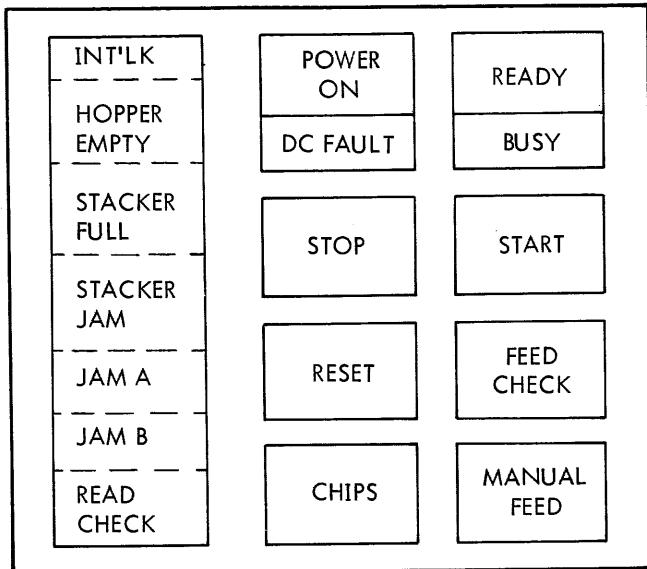 INT'LK
HOPPER
EMPTY
STACKER
FULL
STACKER
JAM
JAM A
JAM B
READ
CHECK
POWER
ON
DC FAULT
READY
BUSY
STOP
START
RESET
FEED
CHECK
CHIPS
MANUAL
FEED